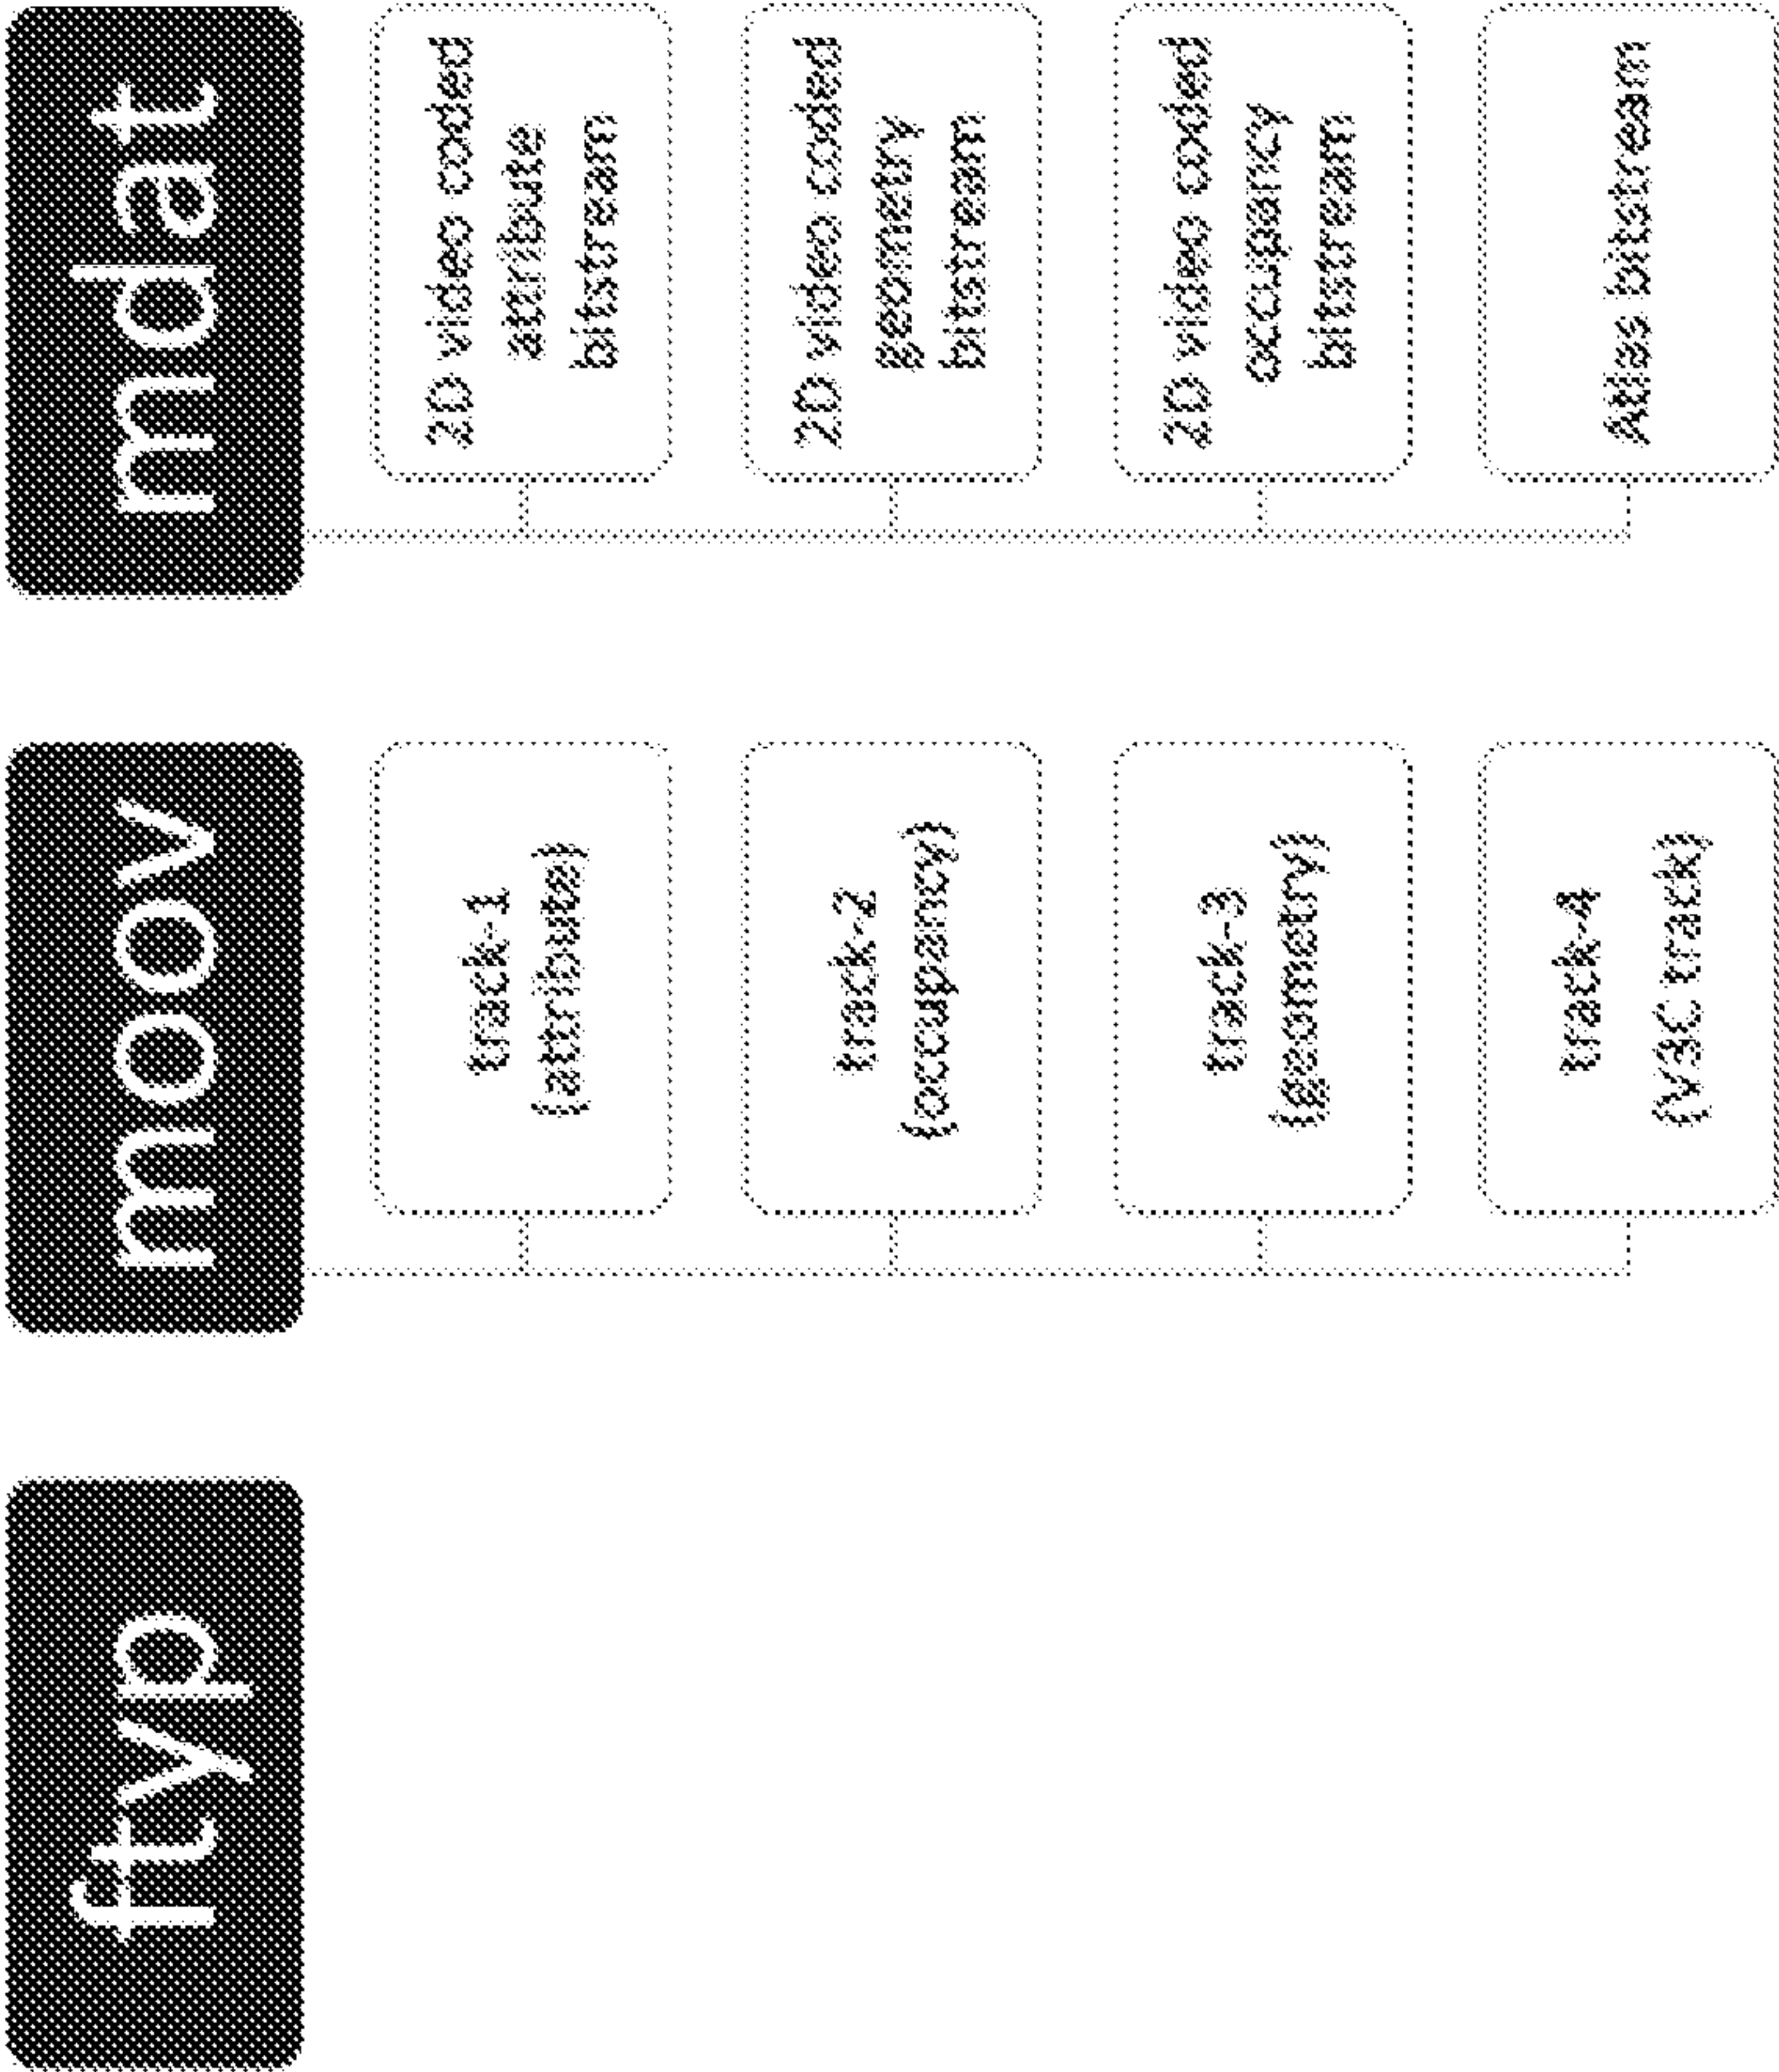 ftyp
moov
track-1
(attribute)
track-2
(occupancy)
track-3
(geometry)
track-4
(V3C track)
mdat
2D video coded
attribute
bitstream
2D video coded
geometry
bitstream
2D video coded
occupancy
bitstream
Atlas bitstream